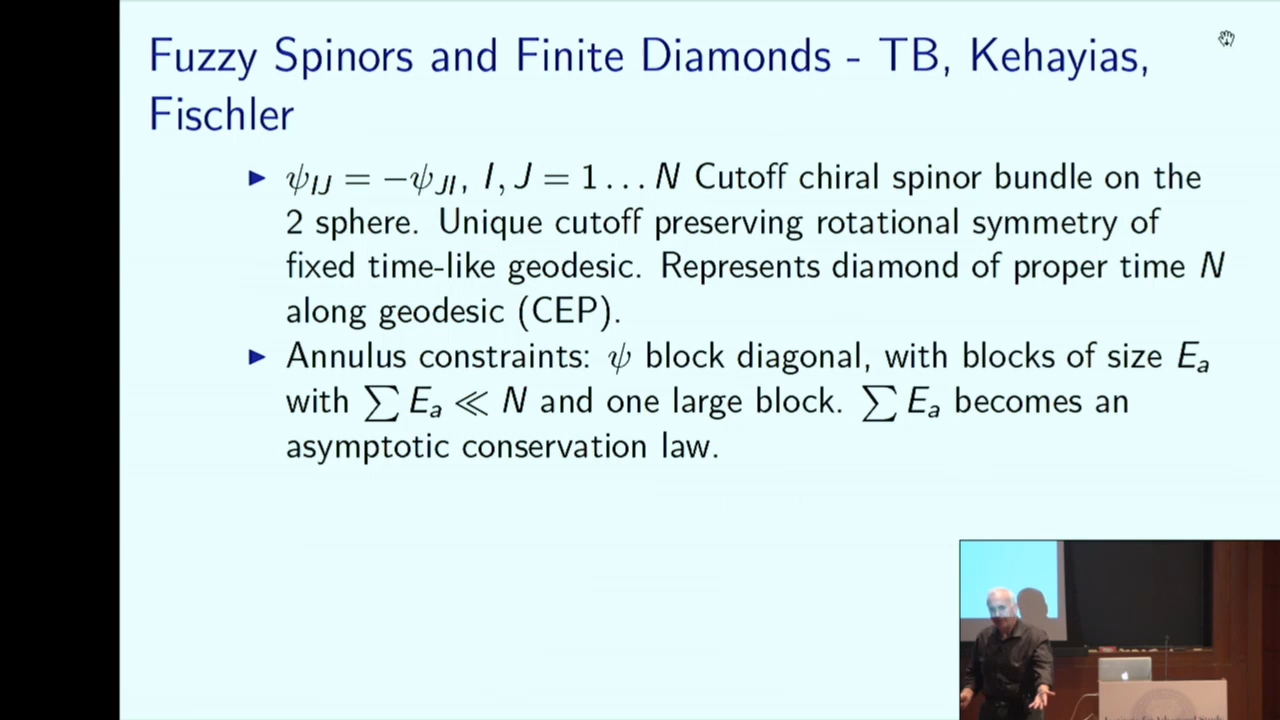 Fuzzy Spinors and Finite Diamonds - TB, Kehayias,
Fischler
▶ ψ_IJ = −ψ_JI, I, J = 1 … N Cutoff chiral spinor bundle on the
2 sphere. Unique cutoff preserving rotational symmetry of
fixed time-like geodesic. Represents diamond of proper time N
along geodesic (CEP).
▶ Annulus constraints: ψ block diagonal, with blocks of size E_a
with ∑ E_a ≪ N and one large block. ∑ E_a becomes an
asymptotic conservation law.